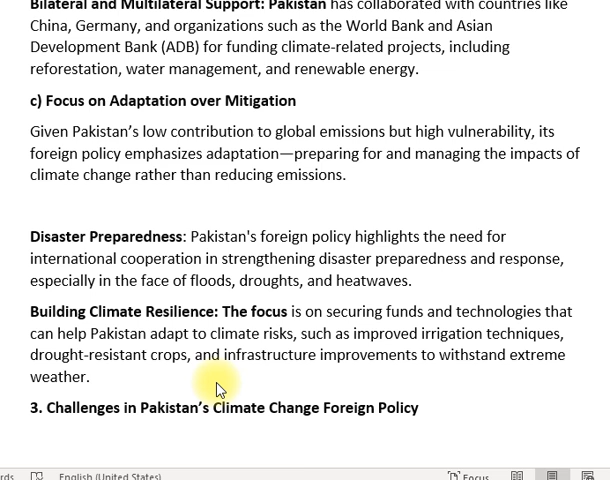 Bilateral and Multilateral Support: Pakistan has collaborated with countries like
China, Germany, and organizations such as the World Bank and Asian
Development Bank (ADB) for funding climate-related projects, including
reforestation, water management, and renewable energy.
c) Focus on Adaptation over Mitigation
Given Pakistan’s low contribution to global emissions but high vulnerability, its
foreign policy emphasizes adaptation—preparing for and managing the impacts of
climate change rather than reducing emissions.
Disaster Preparedness: Pakistan's foreign policy highlights the need for
international cooperation in strengthening disaster preparedness and response,
especially in the face of floods, droughts, and heatwaves.
Building Climate Resilience: The focus is on securing funds and technologies that
can help Pakistan adapt to climate risks, such as improved irrigation techniques,
drought-resistant crops, and infrastructure improvements to withstand extreme
weather.
3. Challenges in Pakistan’s Climate Change Foreign Policy
rds English (United States) Focus